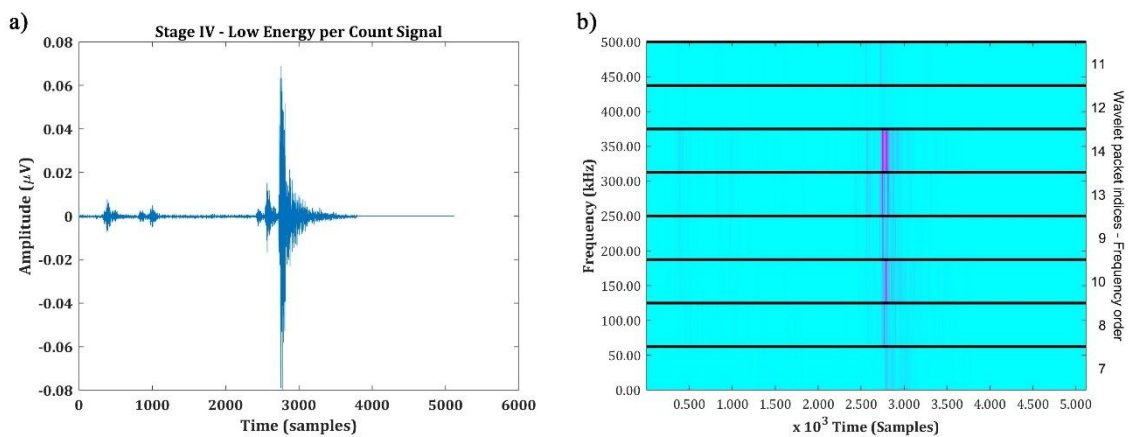 a)
Stage IV - Low Energy per Count Signal
0.08
0.06
0.04
0.02
0
-0.02
-0.04
-0.06
-0.08
Amplitude (μV)
0 1000 2000 3000 4000 5000 6000
Time (samples)
b)
500.00
450.00
400.00
350.00
300.00
250.00
200.00
150.00
100.00
50.00
0.00
Frequency (kHz)
0.500 1.000 1.500 2.000 2.500 3.000 3.500 4.000 4.500 5.000
x 10³ Time (Samples)
11
12
14
13
9
10
8
7
Wavelet packet indices - Frequency order